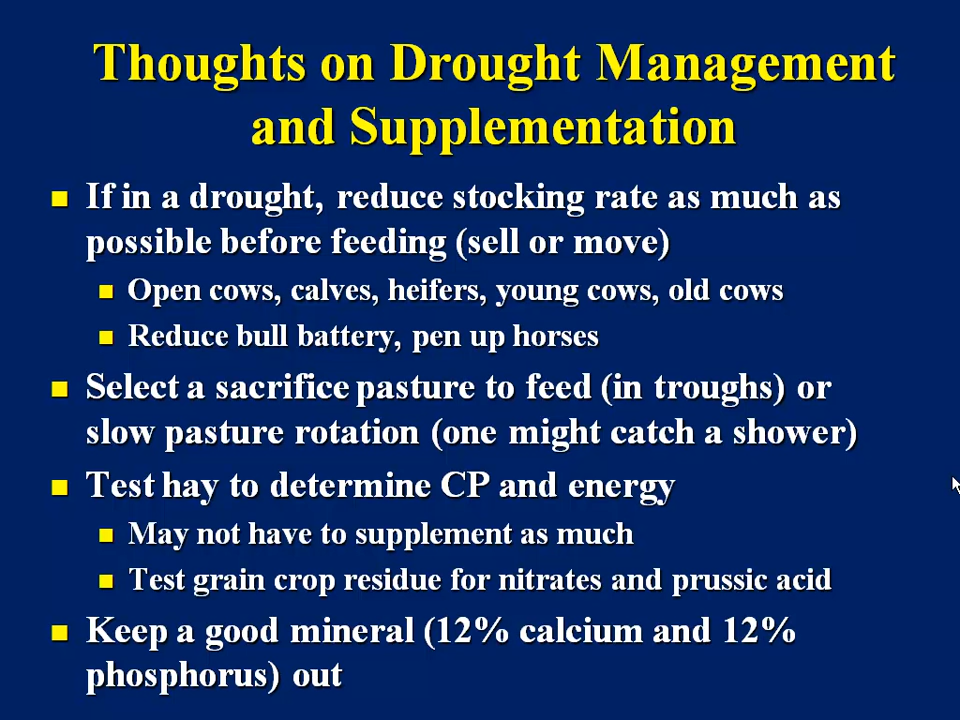 Thoughts on Drought Management
and Supplementation
If in a drought, reduce stocking rate as much as
possible before feeding (sell or move)
Open cows, calves, heifers, young cows, old cows
Reduce bull battery, pen up horses
Select a sacrifice pasture to feed (in troughs) or
slow pasture rotation (one might catch a shower)
Test hay to determine CP and energy
May not have to supplement as much
Test grain crop residue for nitrates and prussic acid
Keep a good mineral (12% calcium and 12%
phosphorus) out